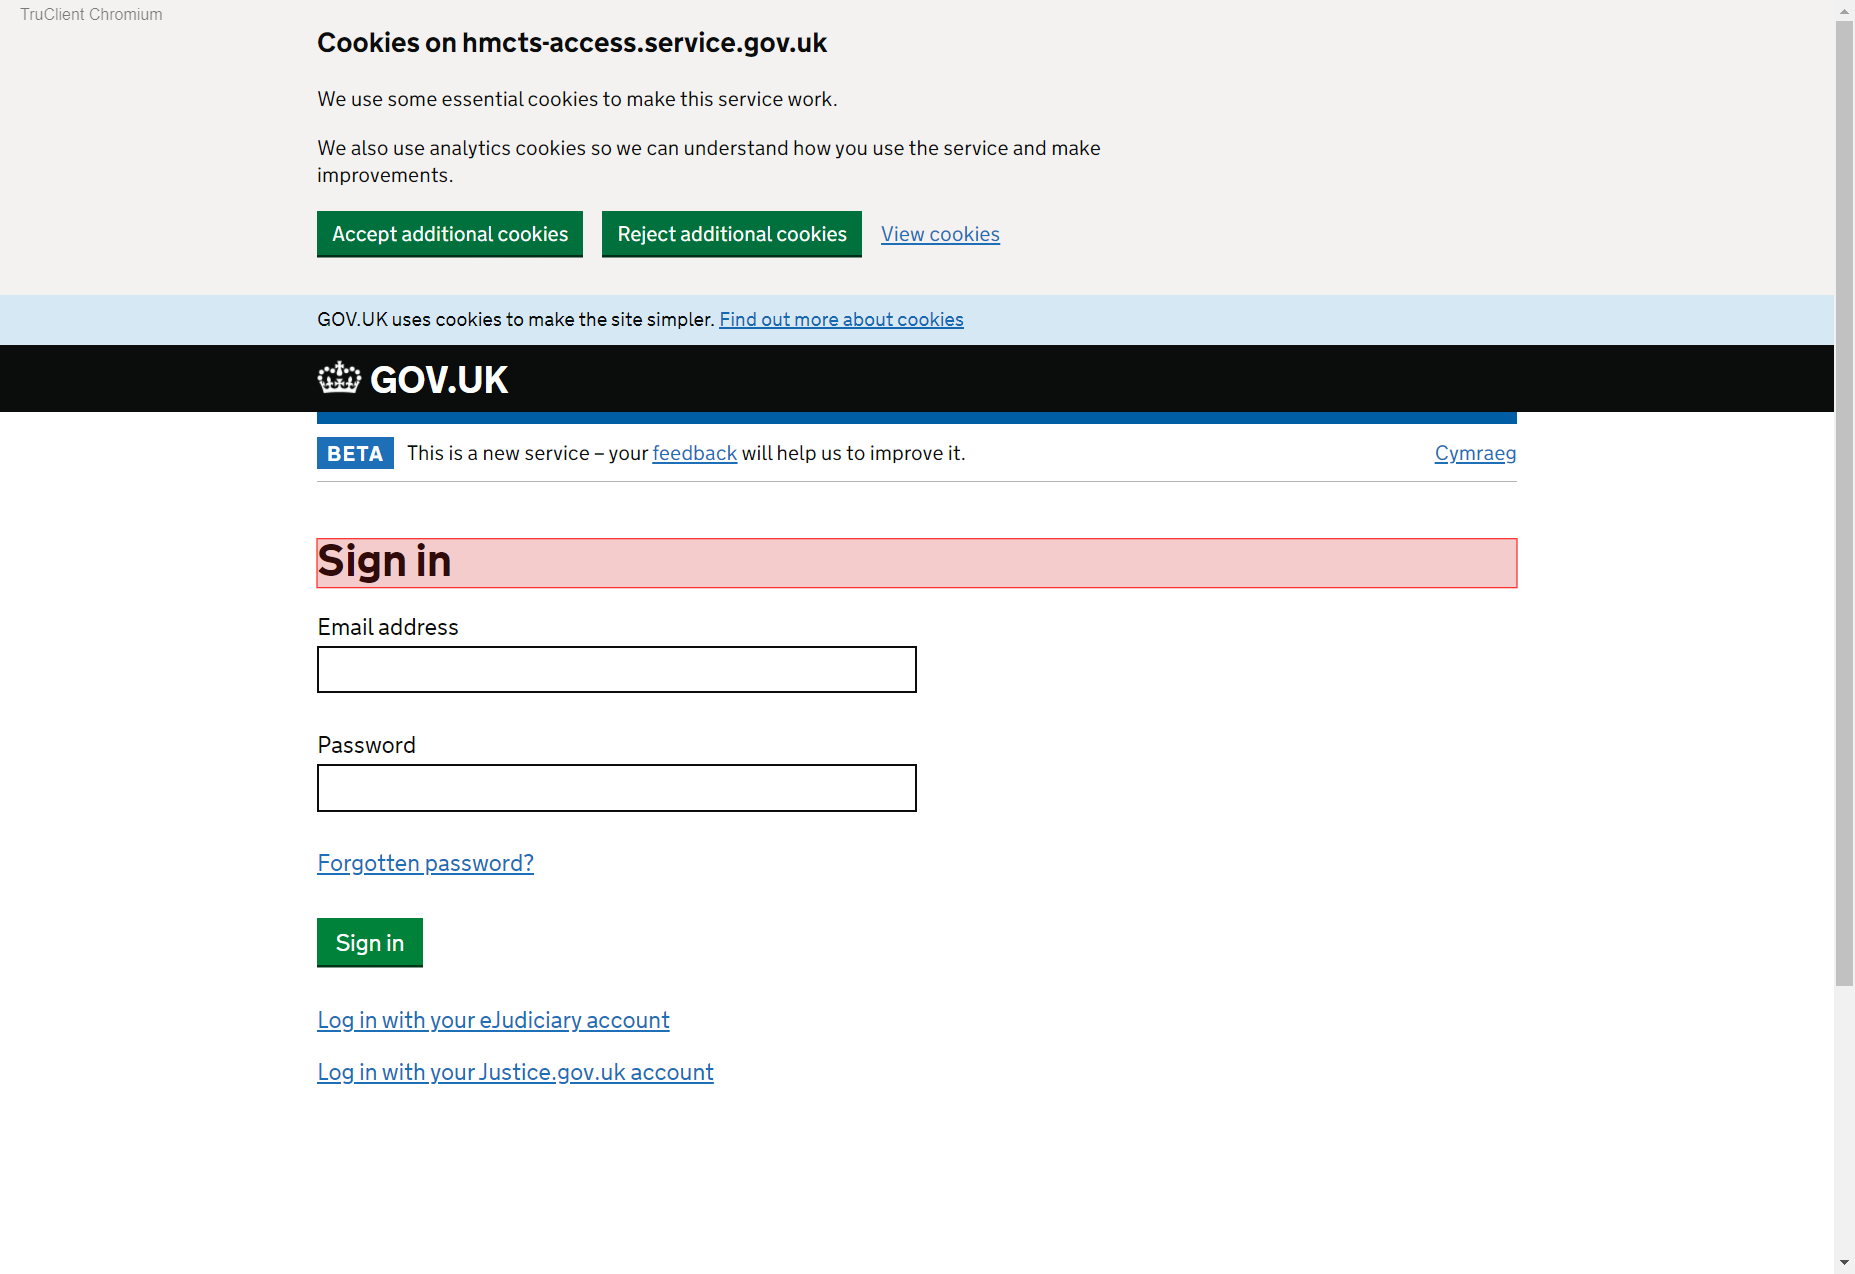 TruClient Chromium
Cookies on hmcts-access.service.gov.uk
We use some essential cookies to make this service work.
We also use analytics cookies so we can understand how you use the service and make
improvements.
Accept additional cookies Reject additional cookies View cookies
GOV.UK uses cookies to make the site simpler. Find out more about cookies
GOV.UK
BETA This is a new service – your feedback will help us to improve it. Cymraeg
Sign in
Email address
Password
Forgotten password?
Sign in
Log in with your eJudiciary account
Log in with your Justice.gov.uk account